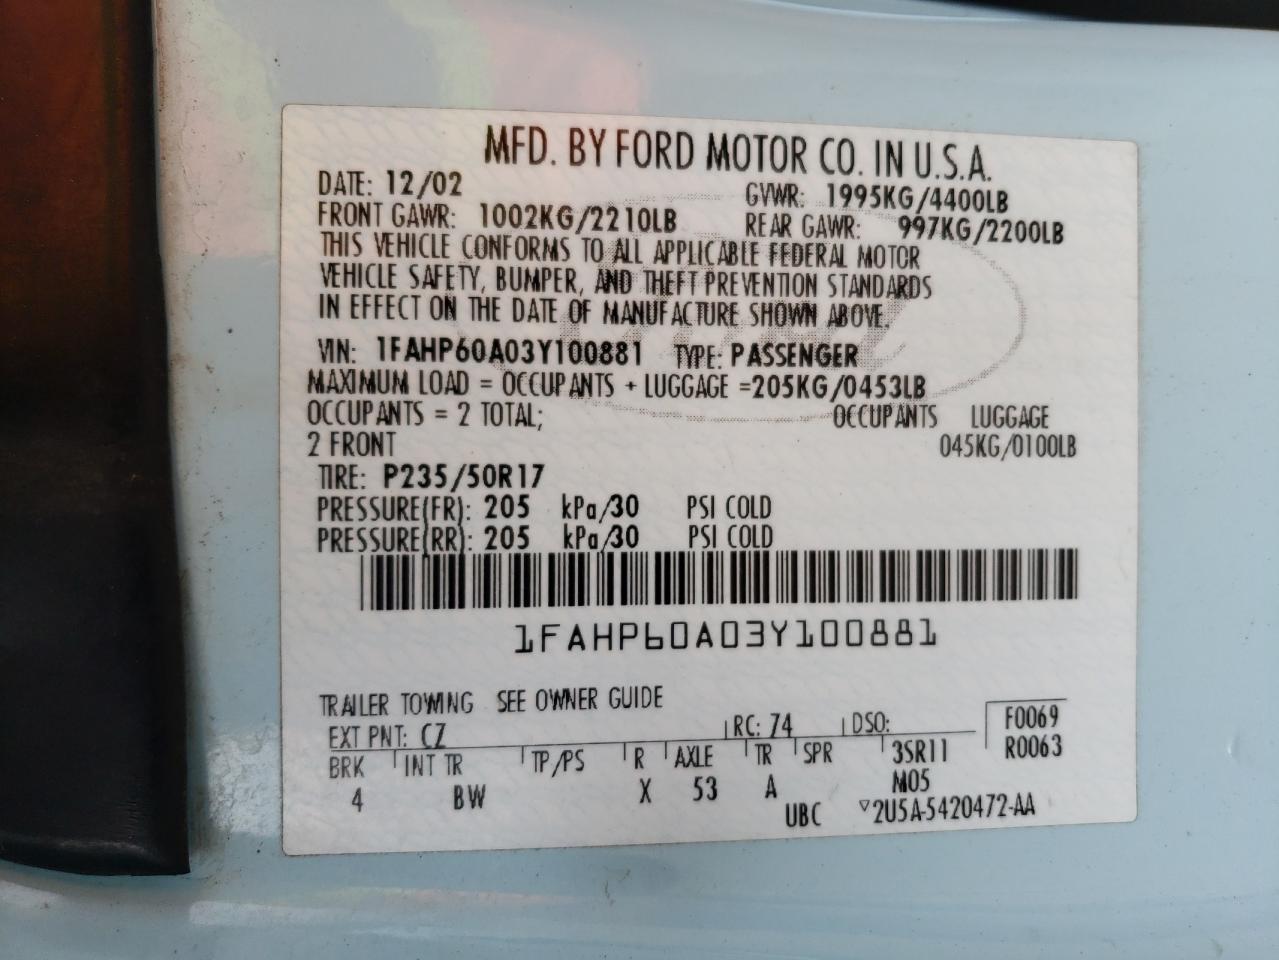 MFD. BY FORD MOTOR CO. IN U.S.A.
DATE: 12/02 GVWR: 1995KG/4400LB
FRONT GAWR: 1002KG/2210LB REAR GAWR: 997KG/2200LB
THIS VEHICLE CONFORMS TO ALL APPLICABLE FEDERAL MOTOR
VEHICLE SAFETY, BUMPER, AND THEFT PREVENTION STANDARDS
IN EFFECT ON THE DATE OF MANUFACTURE SHOWN ABOVE.
VIN: 1FAHP60A03Y100881 TYPE: PASSENGER
MAXIMUM LOAD = OCCUPANTS + LUGGAGE =205KG/0453LB
OCCUPANTS = 2 TOTAL; OCCUPANTS LUGGAGE
2 FRONT 045KG/0100LB
TIRE: P235/50R17
PRESSURE(FR): 205 kPa/30 PSI COLD
PRESSURE(RR): 205 kPa/30 PSI COLD
1FAHP60A03Y100881
TRAILER TOWING SEE OWNER GUIDE
EXT PNT: CZ RC: 74 DSO: F0069
BRK INT TR TP/PS R AXLE TR SPR 3SR11 R0063
4 BW X 53 A M05
UBC ▽2U5A-5420472-AA